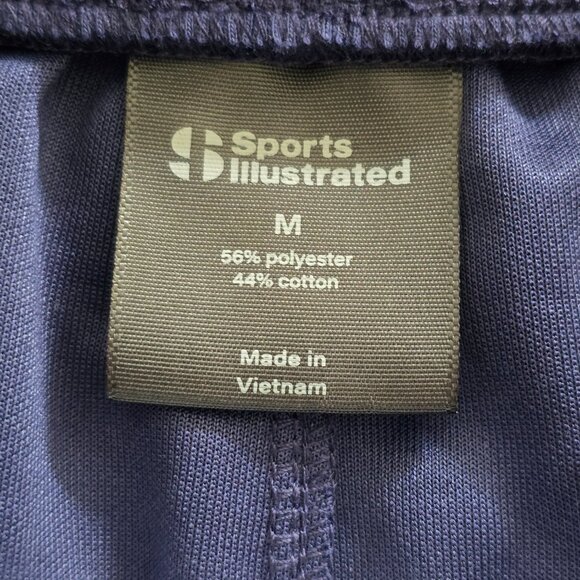 Sports
Illustrated
M
56% polyester
44% cotton
Made in
Vietnam